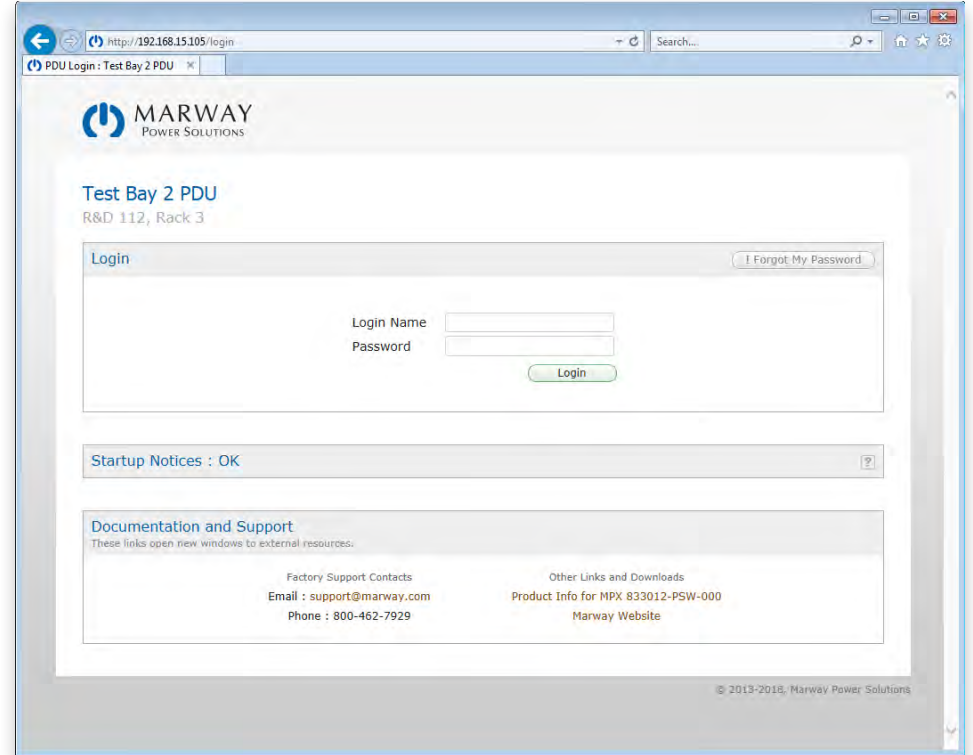 http://192.168.15.105/login
Search...
PDU Login : Test Bay 2 PDU
MARWAY
POWER SOLUTIONS
Test Bay 2 PDU
R&D 112, Rack 3
Login
I Forgot My Password
Login Name
Password
Login
Startup Notices : OK
?
Documentation and Support
These links open new windows to external resources.
Factory Support Contacts
Other Links and Downloads
Email : support@marway.com
Product Info for MPX 833012-PSW-000
Phone : 800-462-7929
Marway Website
© 2013-2018, Marway Power Solutions